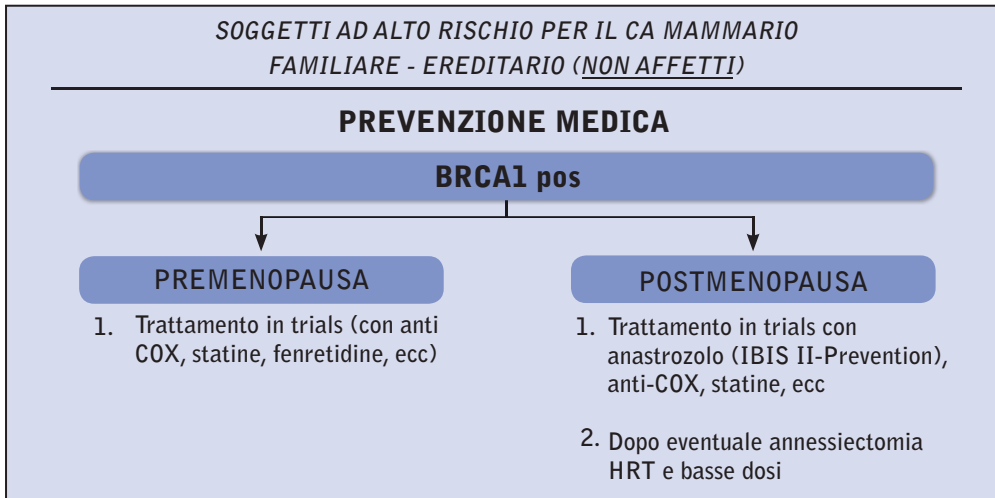 SOGGETTI AD ALTO RISCHIO PER IL CA MAMMARIO
FAMILIARE - EREDITARIO (NON AFFETTI)
PREVENZIONE MEDICA
BRCA1 pos
PREMENOPAUSA
1. Trattamento in trials (con anti
COX, statine, fenretidine, ecc)
POSTMENOPAUSA
1. Trattamento in trials con
anastrozolo (IBIS II-Prevention),
anti-COX, statine, ecc
2. Dopo eventuale annessiectomia
HRT e basse dosi